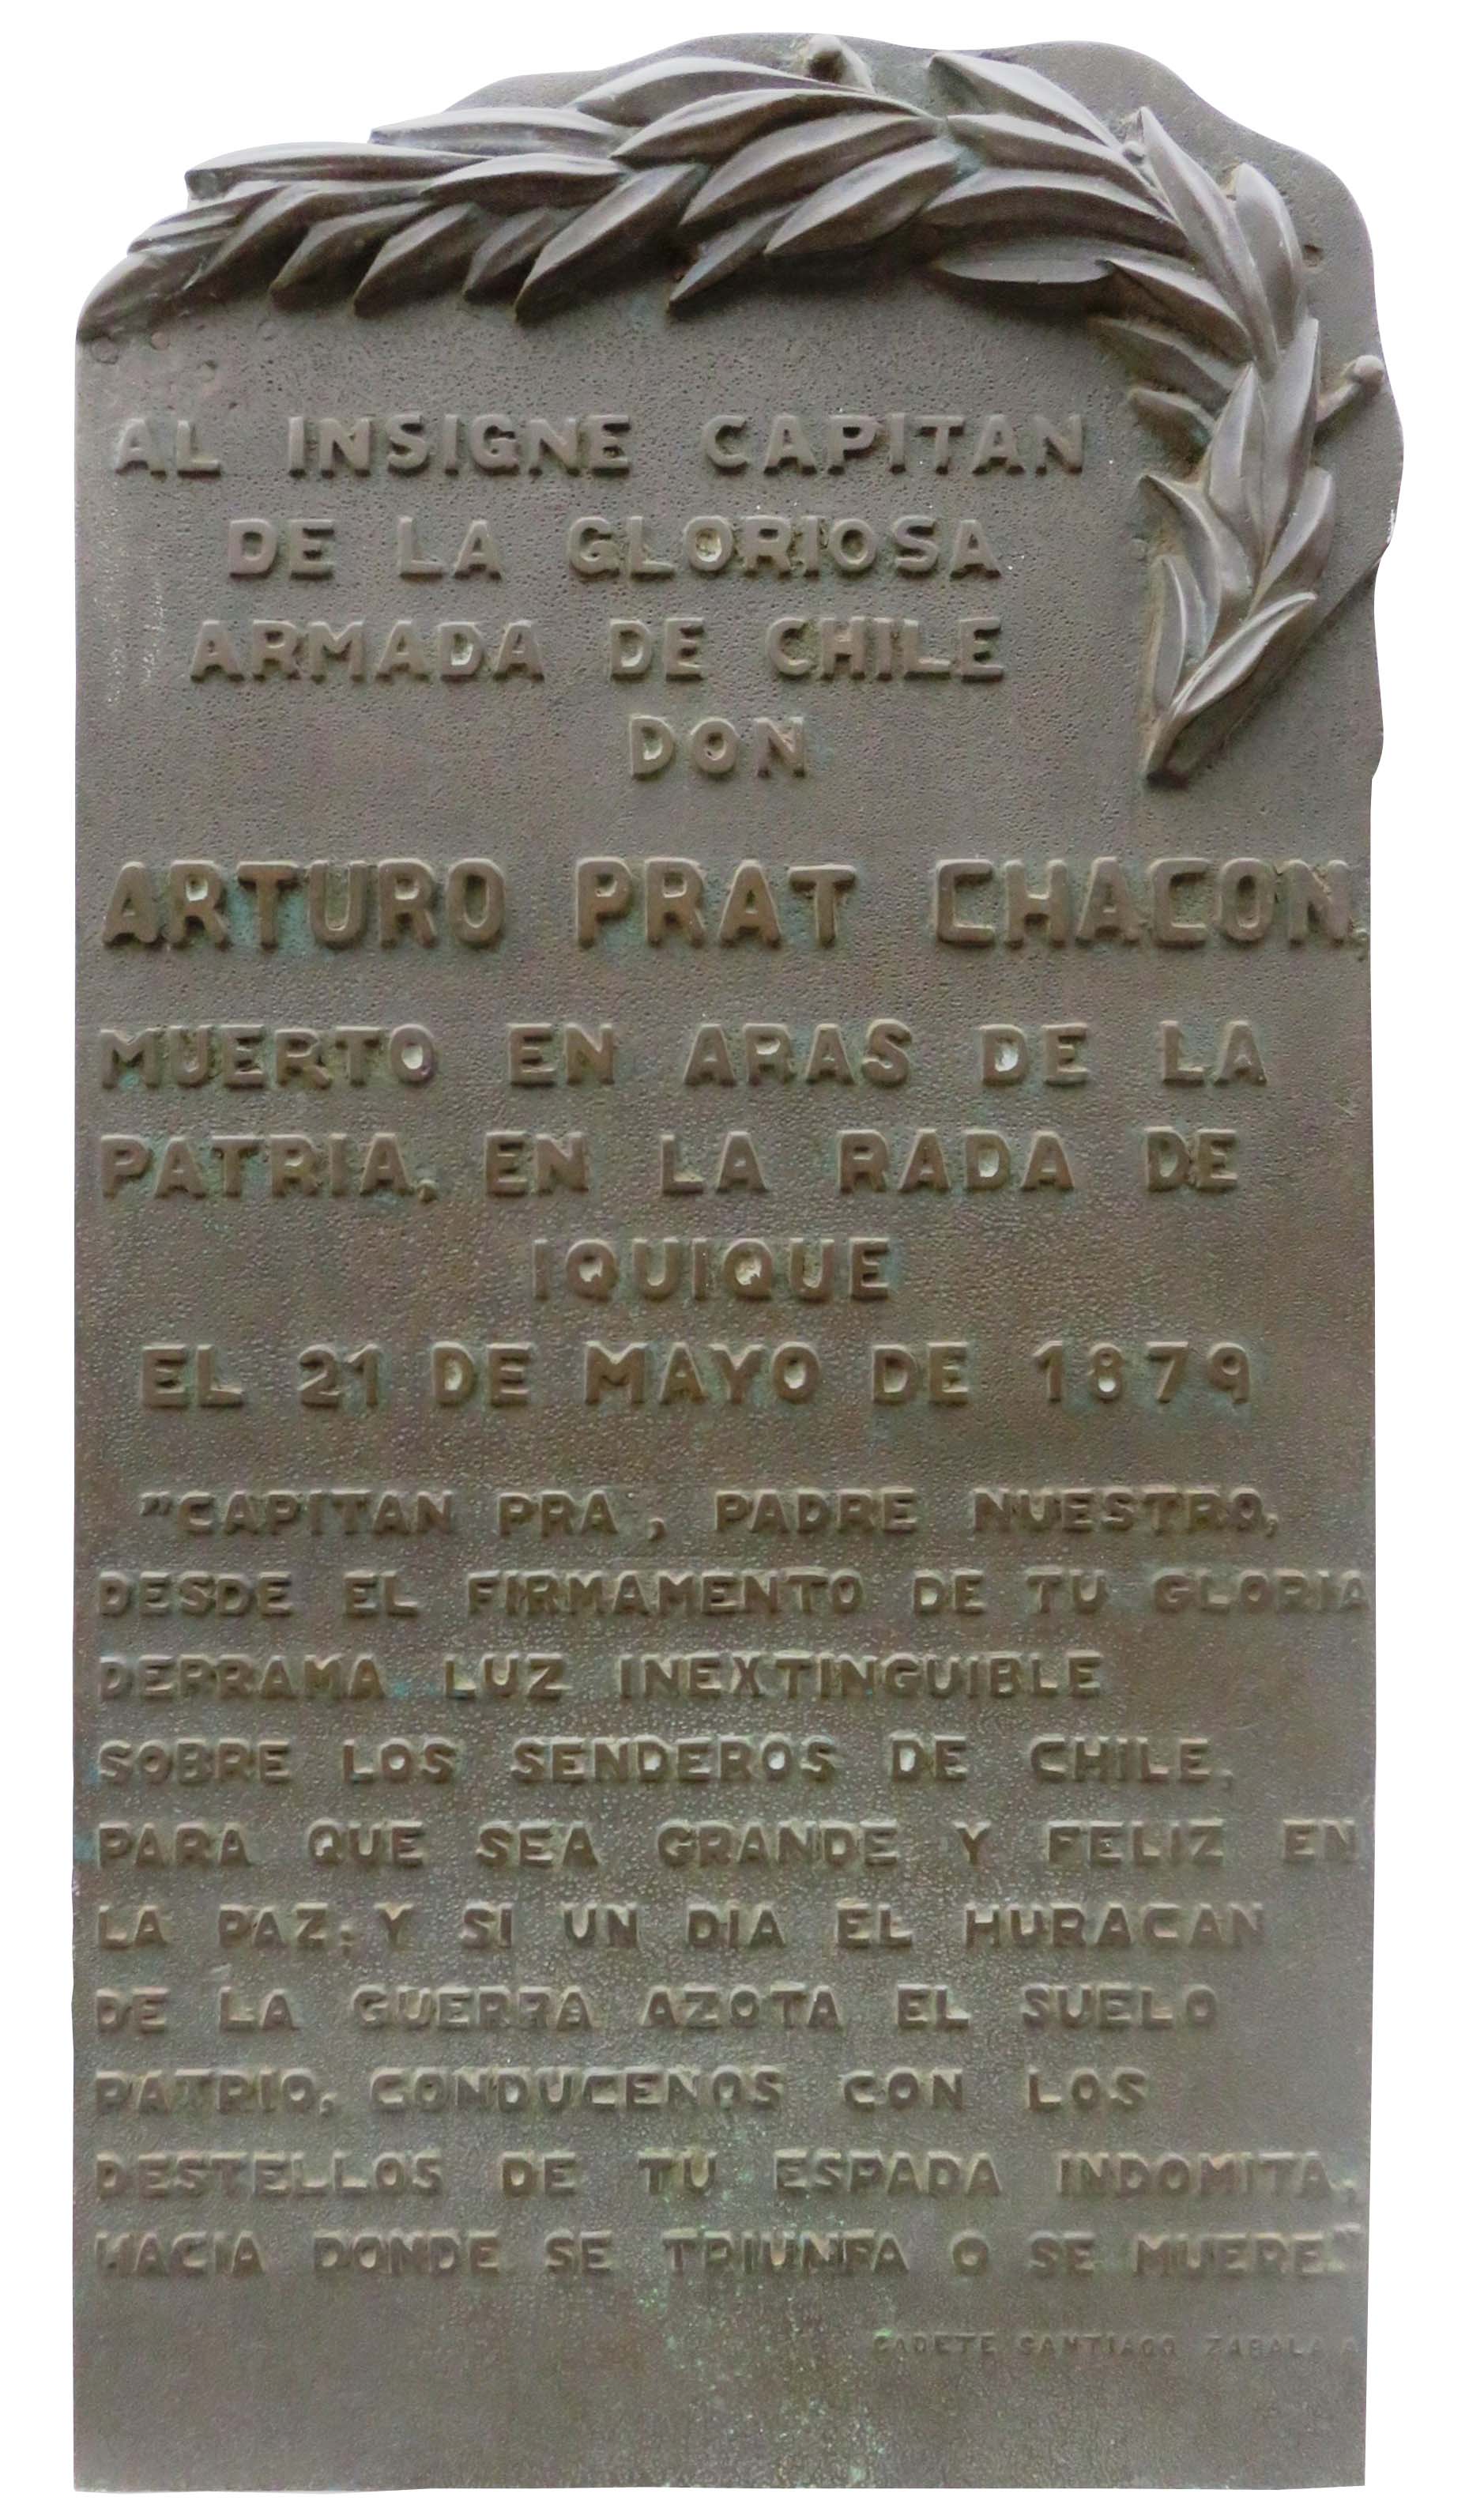 AL INSIGNE CAPITAN
DE LA GLORIOSA
ARMADA DE CHILE
DON
ARTURO PRAT CHACON,
MUERTO EN ARAS DE LA
PATRIA, EN LA RADA DE
IQUIQUE
EL 21 DE MAYO DE 1879
"CAPITAN PRA , PADRE NUESTRO,
DESDE EL FIRMAMENTO DE TU GLORIA
DERRAMA LUZ INEXTINGUIBLE
SOBRE LOS SENDEROS DE CHILE,
PARA QUE SEA GRANDE Y FELIZ EN
LA PAZ; Y SI UN DIA EL HURACAN
DE LA GUERRA AZOTA EL SUELO
PATRIO, CONDUCENOS CON LOS
DESTELLOS DE TU ESPADA INDOMITA,
HACIA DONDE SE TRIUNFA O SE MUERE."
CADETE SANTIAGO ZABALA A